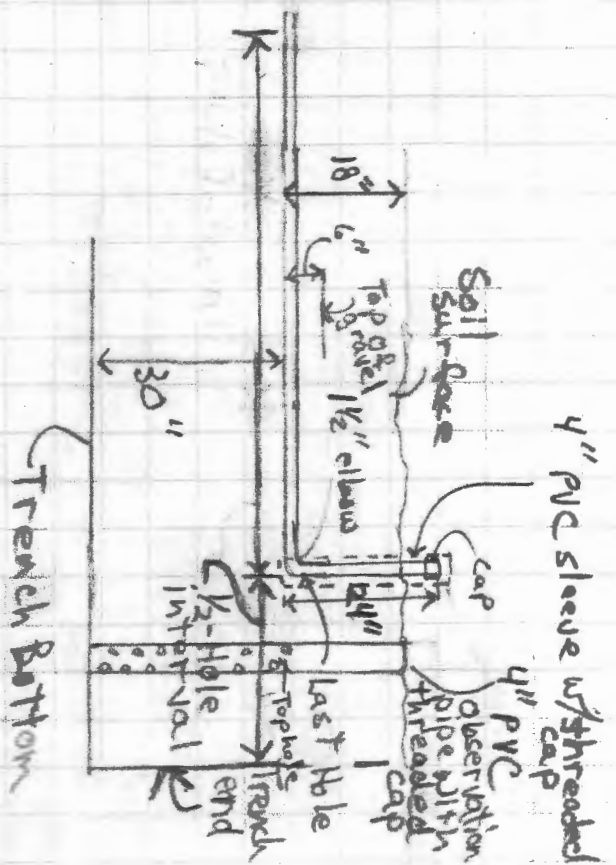 4" PVC sleeve w/threaded
cap
Soil
Surface
18"
6"
Top of
gravel
1½" elbow
cap
24"
4" PVC
observation
pipe with
threaded
cap
30"
Last Hole
Top hole
½-Hole
interval
Trench
end
Trench Bottom